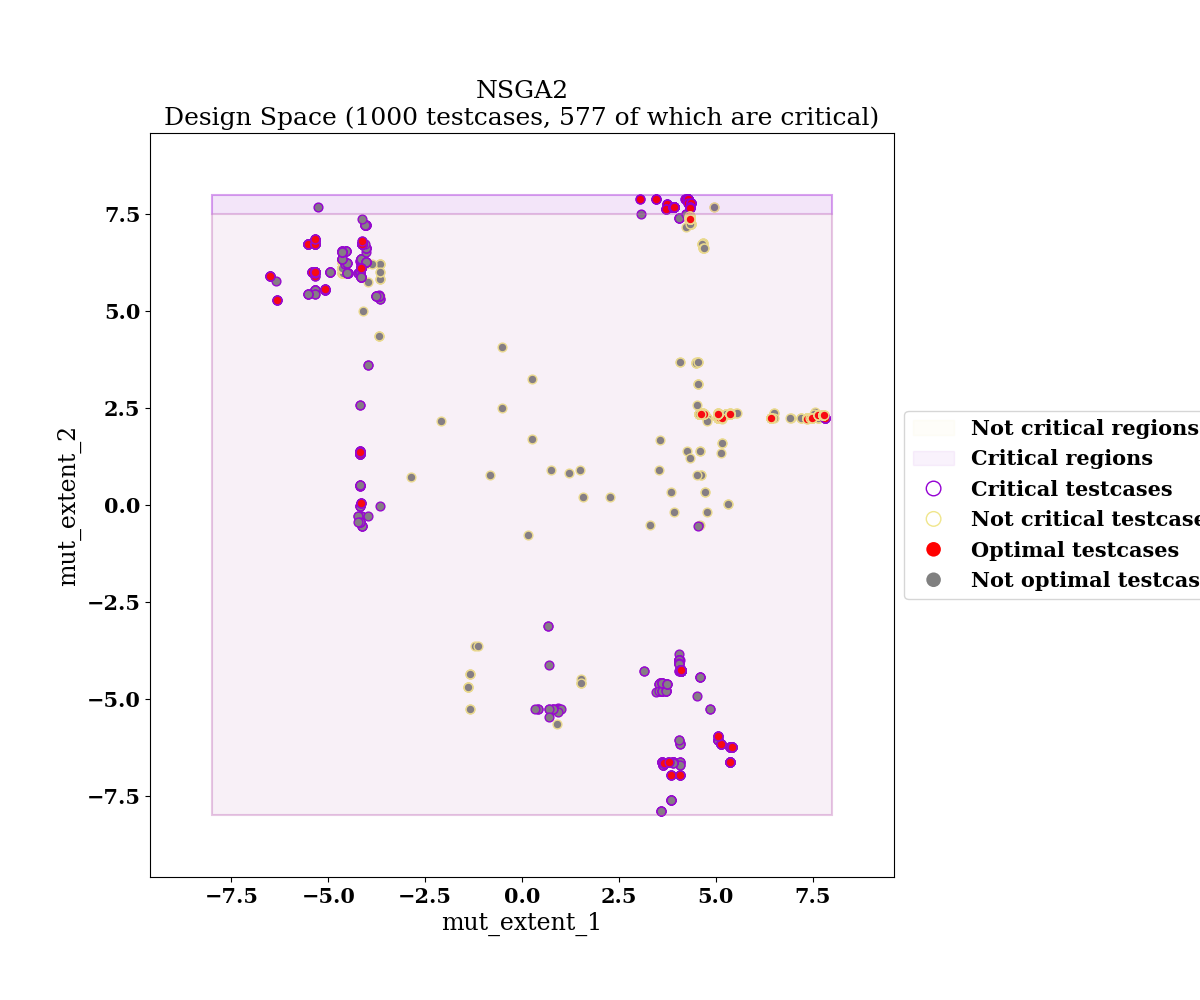 NSGA2
Design Space (1000 testcases, 577 of which are critical)
mut_extent_2
7.5
5.0
2.5
0.0
−2.5
−5.0
−7.5
−7.5
−5.0
−2.5
0.0
2.5
5.0
7.5
mut_extent_1
Not critical regions
Critical regions
Critical testcases
Not critical testcase
Optimal testcases
Not optimal testcas